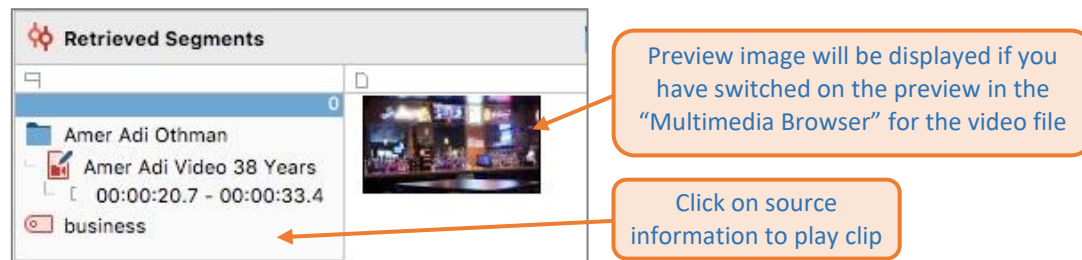 Retrieved Segments
0
Amer Adi Othman
Amer Adi Video 38 Years
00:00:20.7 - 00:00:33.4
business
Preview image will be displayed if you
have switched on the preview in the
“Multimedia Browser” for the video file
Click on source
information to play clip